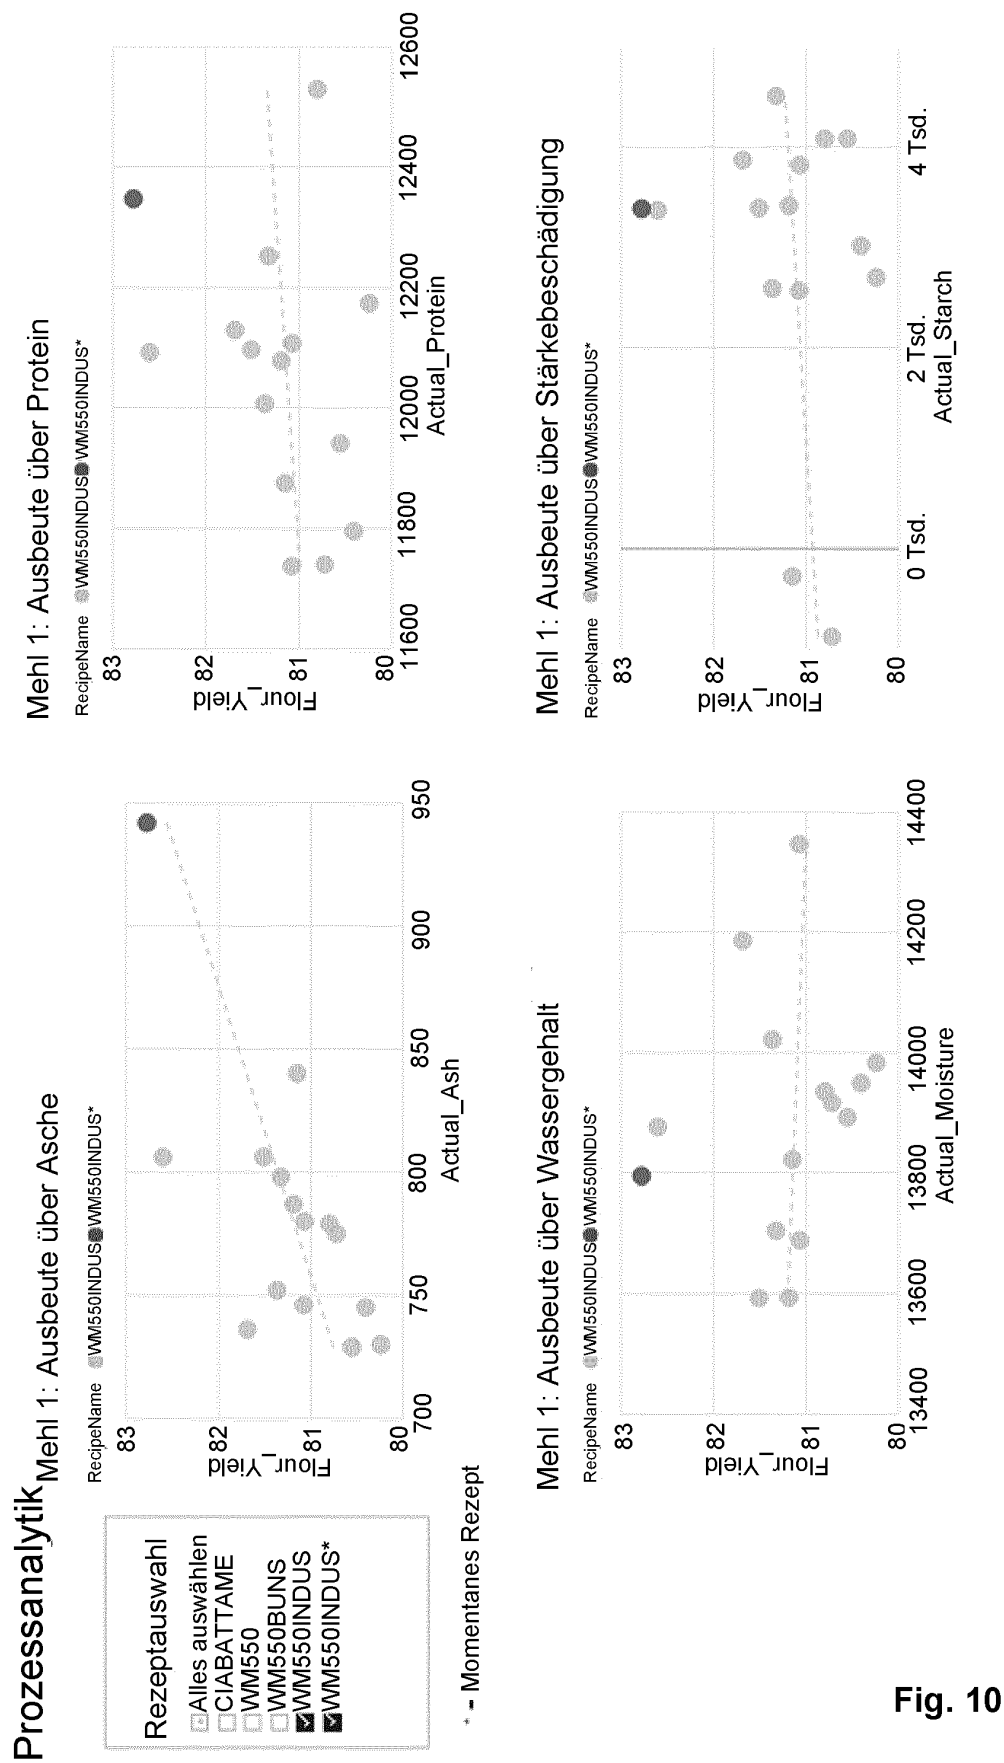 Prozessanalytik
Rezeptauswahl
Alles auswählen
CIABATTAME
WM550
WM550BUNS
WM550INDUS
WM550INDUS*
* - Momentanes Rezept
Mehl 1: Ausbeute über Asche
RecipeName WM550INDUS WM550INDUS*
Flour_Yield
83
82
81
80
700
750
800
850
900
950
Actual_Ash
Mehl 1: Ausbeute über Protein
RecipeName WM550INDUS WM550INDUS*
Flour_Yield
83
82
81
80
11600
11800
12000
12200
12400
12600
Actual_Protein
Mehl 1: Ausbeute über Wassergehalt
RecipeName WM550INDUS WM550INDUS*
Flour_Yield
83
82
81
80
13400
13600
13800
14000
14200
14400
Actual_Moisture
Mehl 1: Ausbeute über Stärkebeschädigung
RecipeName WM550INDUS WM550INDUS*
Flour_Yield
83
82
81
80
0 Tsd.
2 Tsd.
4 Tsd.
Actual_Starch
Fig. 10